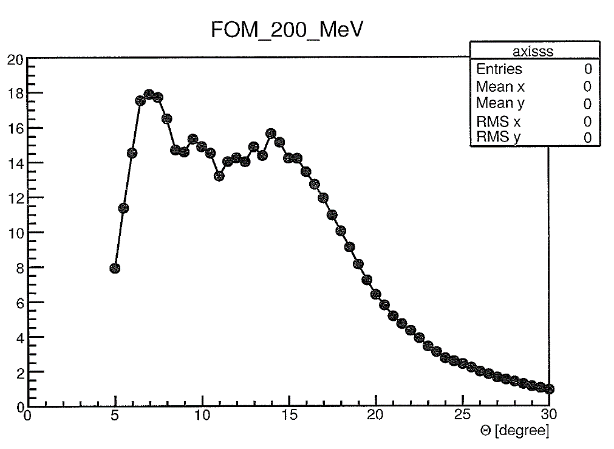 FOM_200_MeV
axisss
Entries 0
Mean x 0
Mean y 0
RMS x 0
RMS y 0
20
18
16
14
12
10
8
6
4
2
0
0 5 10 15 20 25 30
Θ [degree]